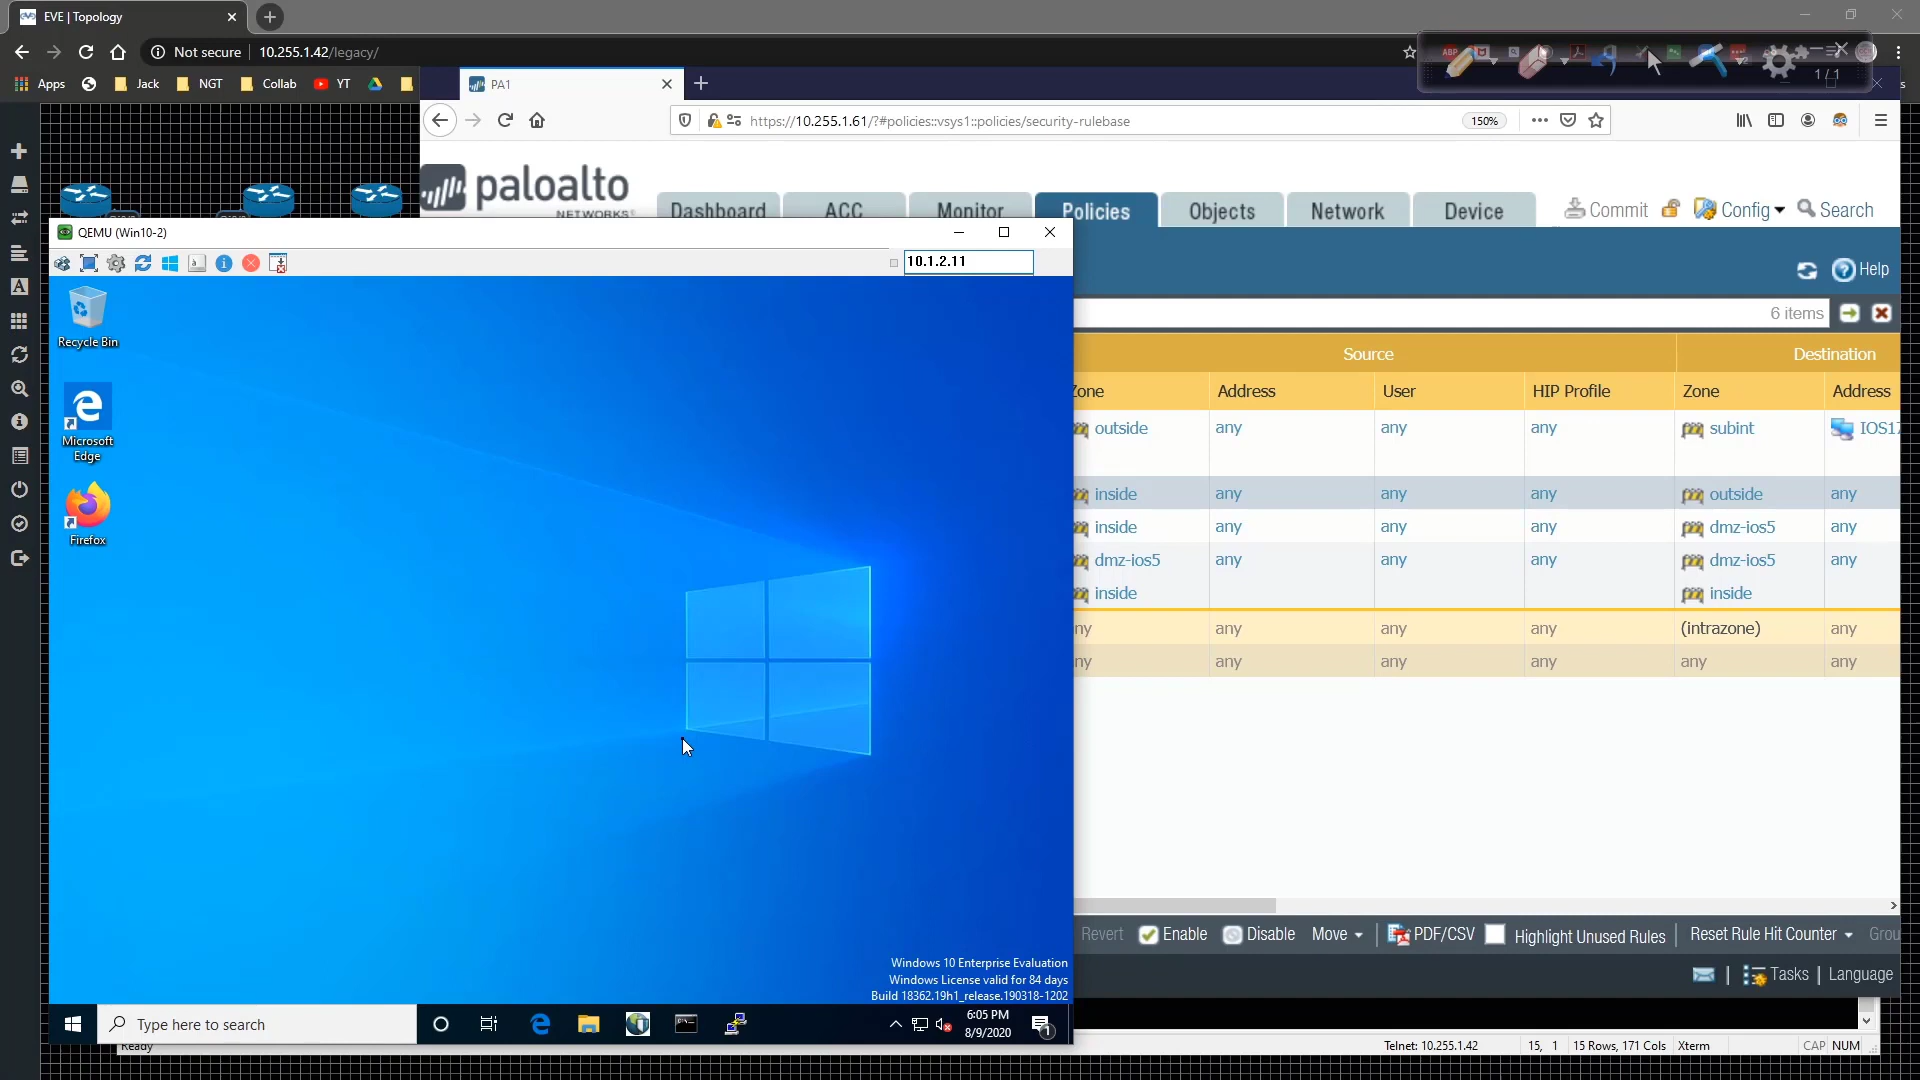 EVE | Topology
Not secure
10.255.1.42/legacy/
ABP
Apps
Jack
NGT
Collab
YT
1 / 1
PA1
https://10.255.1.61/?#policies::vsys1::policies/security-rulebase
150%
paloalto
NETWORKS
Dashboard
ACC
Monitor
Policies
Objects
Network
Device
Commit
Config
Search
QEMU (Win10-2)
10.1.2.11
Help
6 items
Source
Destination
Zone
Address
User
HIP Profile
Zone
Address
outside
any
any
any
subint
IOS17
inside
any
any
any
outside
any
inside
any
any
any
dmz-ios5
any
dmz-ios5
any
any
any
dmz-ios5
any
inside
inside
ny
any
any
any
(intrazone)
any
ny
any
any
any
any
any
Recycle Bin
Microsoft
Edge
Firefox
Windows 10 Enterprise Evaluation
Windows License valid for 84 days
Build 18362.19h1_release.190318-1202
Revert
Enable
Disable
Move
PDF/CSV
Highlight Unused Rules
Reset Rule Hit Counter
Grou
Tasks
Language
Type here to search
6:05 PM
8/9/2020
1
Ready
Telnet: 10.255.1.42
15, 1
15 Rows, 171 Cols
Xterm
CAP
NUM